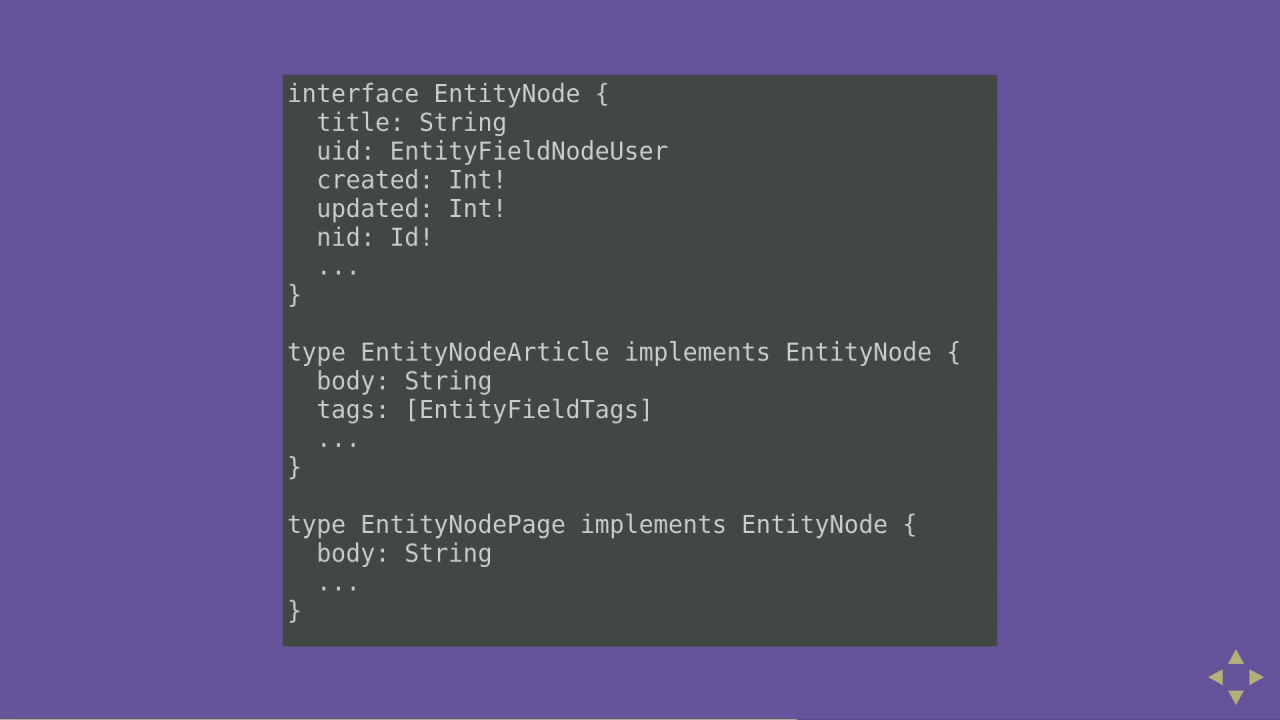 interface EntityNode {
  title: String
  uid: EntityFieldNodeUser
  created: Int!
  updated: Int!
  nid: Id!
  ...
}

type EntityNodeArticle implements EntityNode {
  body: String
  tags: [EntityFieldTags]
  ...
}

type EntityNodePage implements EntityNode {
  body: String
  ...
}